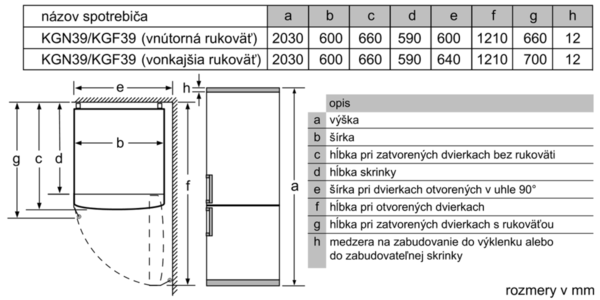 názov spotrebiča a b c d e f g h
KGN39/KGF39 (vnútorná rukoväť) 2030 600 660 590 600 1210 660 12
KGN39/KGF39 (vonkajšia rukoväť) 2030 600 660 590 640 1210 700 12
e
h
b
g
c
d
f
a
opis
a výška
b šírka
c hĺbka pri zatvorených dvierkach bez rukoväti
d hĺbka skrinky
e šírka pri dvierkach otvorených v uhle 90°
f hĺbka pri otvorených dvierkach
g hĺbka pri zatvorených dvierkach s rukoväťou
h medzera na zabudovanie do výklenku alebo
do zabudovateľnej skrinky
rozmery v mm